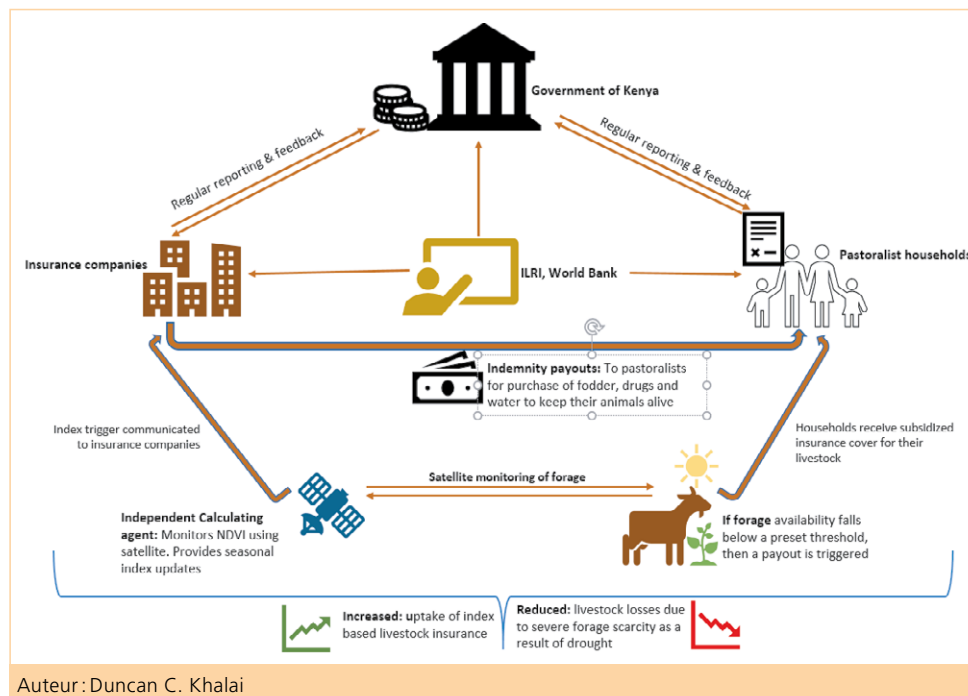 Government of Kenya
Regular reporting & feedback
Regular reporting & feedback
Insurance companies
ILRI, World Bank
Pastoralist households
Indemnity payouts: To pastoralists
for purchase of fodder, drugs and
water to keep their animals alive
Index trigger communicated
to insurance companies
Households receive subsidized
insurance cover for their
livestock
Satellite monitoring of forage
Independent Calculating
agent: Monitors NDVI using
satellite. Provides seasonal
index updates
If forage availability falls
below a preset threshold,
then a payout is triggered
Increased: uptake of index
based livestock insurance
Reduced: livestock losses due
to severe forage scarcity as a
result of drought
Auteur : Duncan C. Khalai